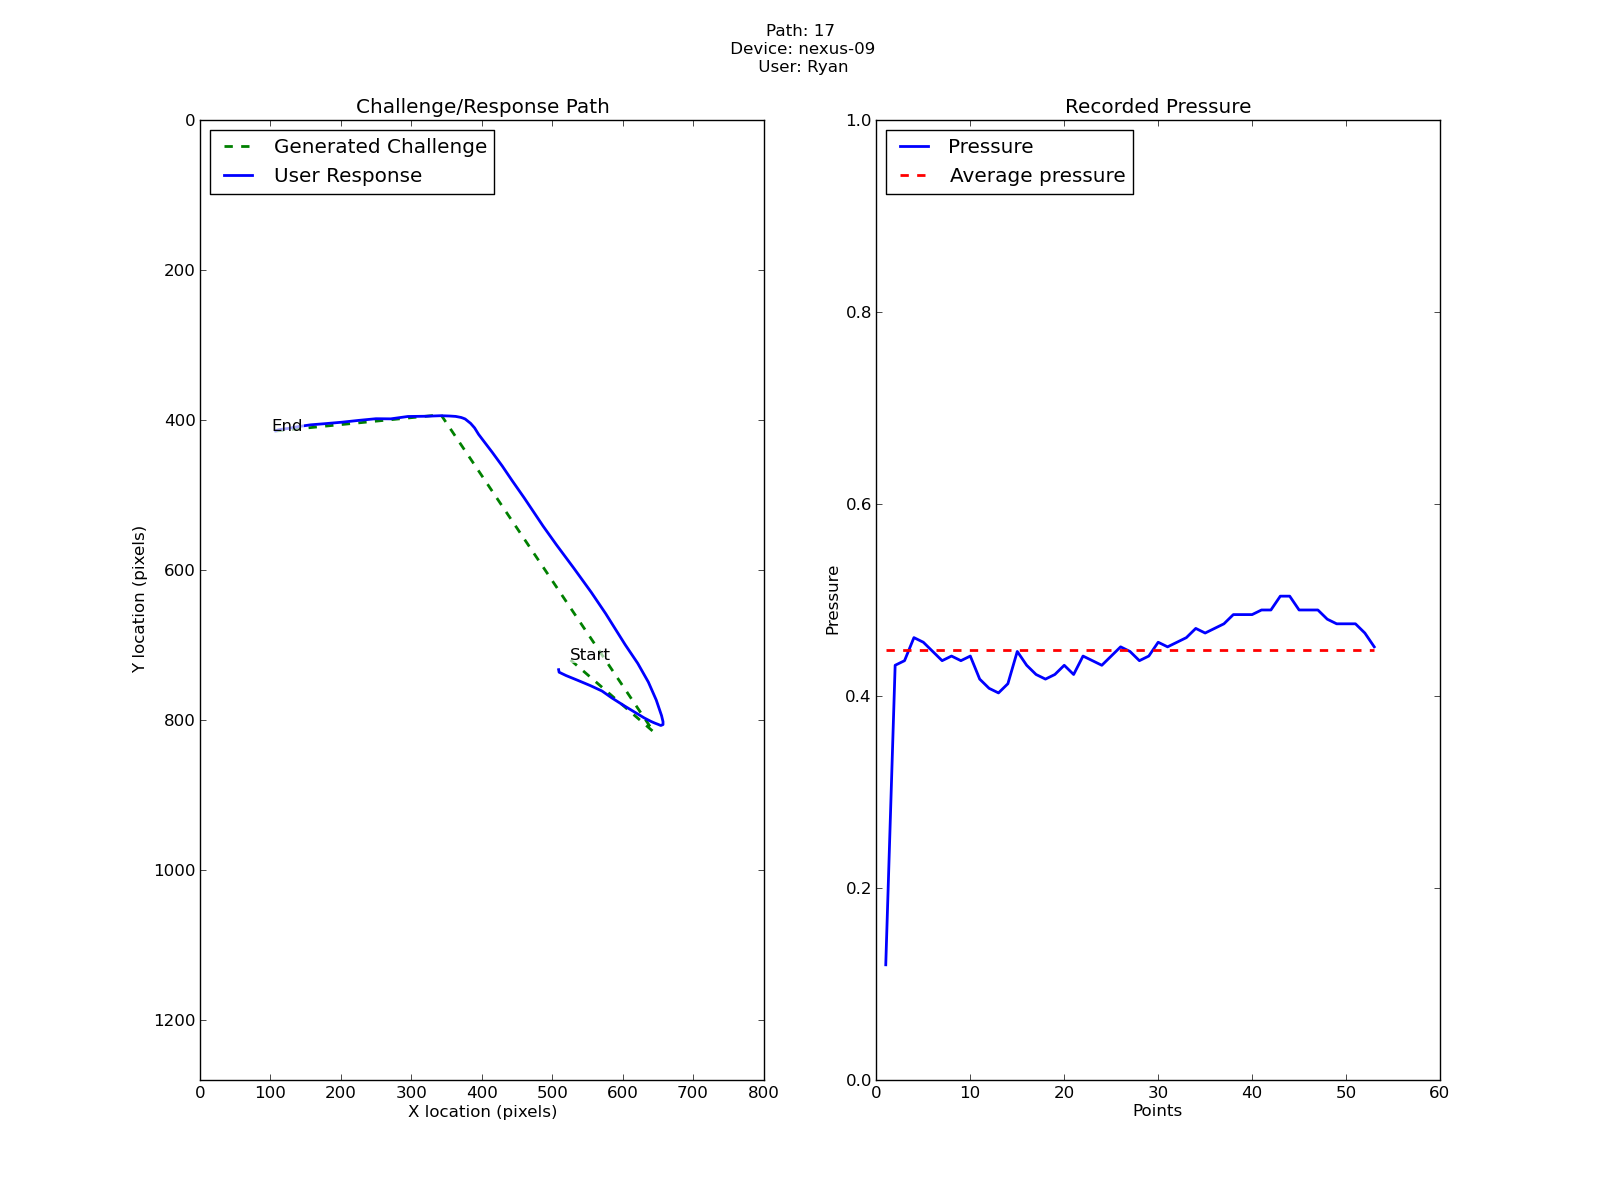 Path: 17
Device: nexus-09
User: Ryan
Challenge/Response Path
Generated Challenge
User Response
0
200
400
600
800
1000
1200
Y location (pixels)
End
Start
0 100 200 300 400 500 600 700 800
X location (pixels)
Recorded Pressure
Pressure
Average pressure
1.0
0.8
0.6
0.4
0.2
0.0
Pressure
0 10 20 30 40 50 60
Points